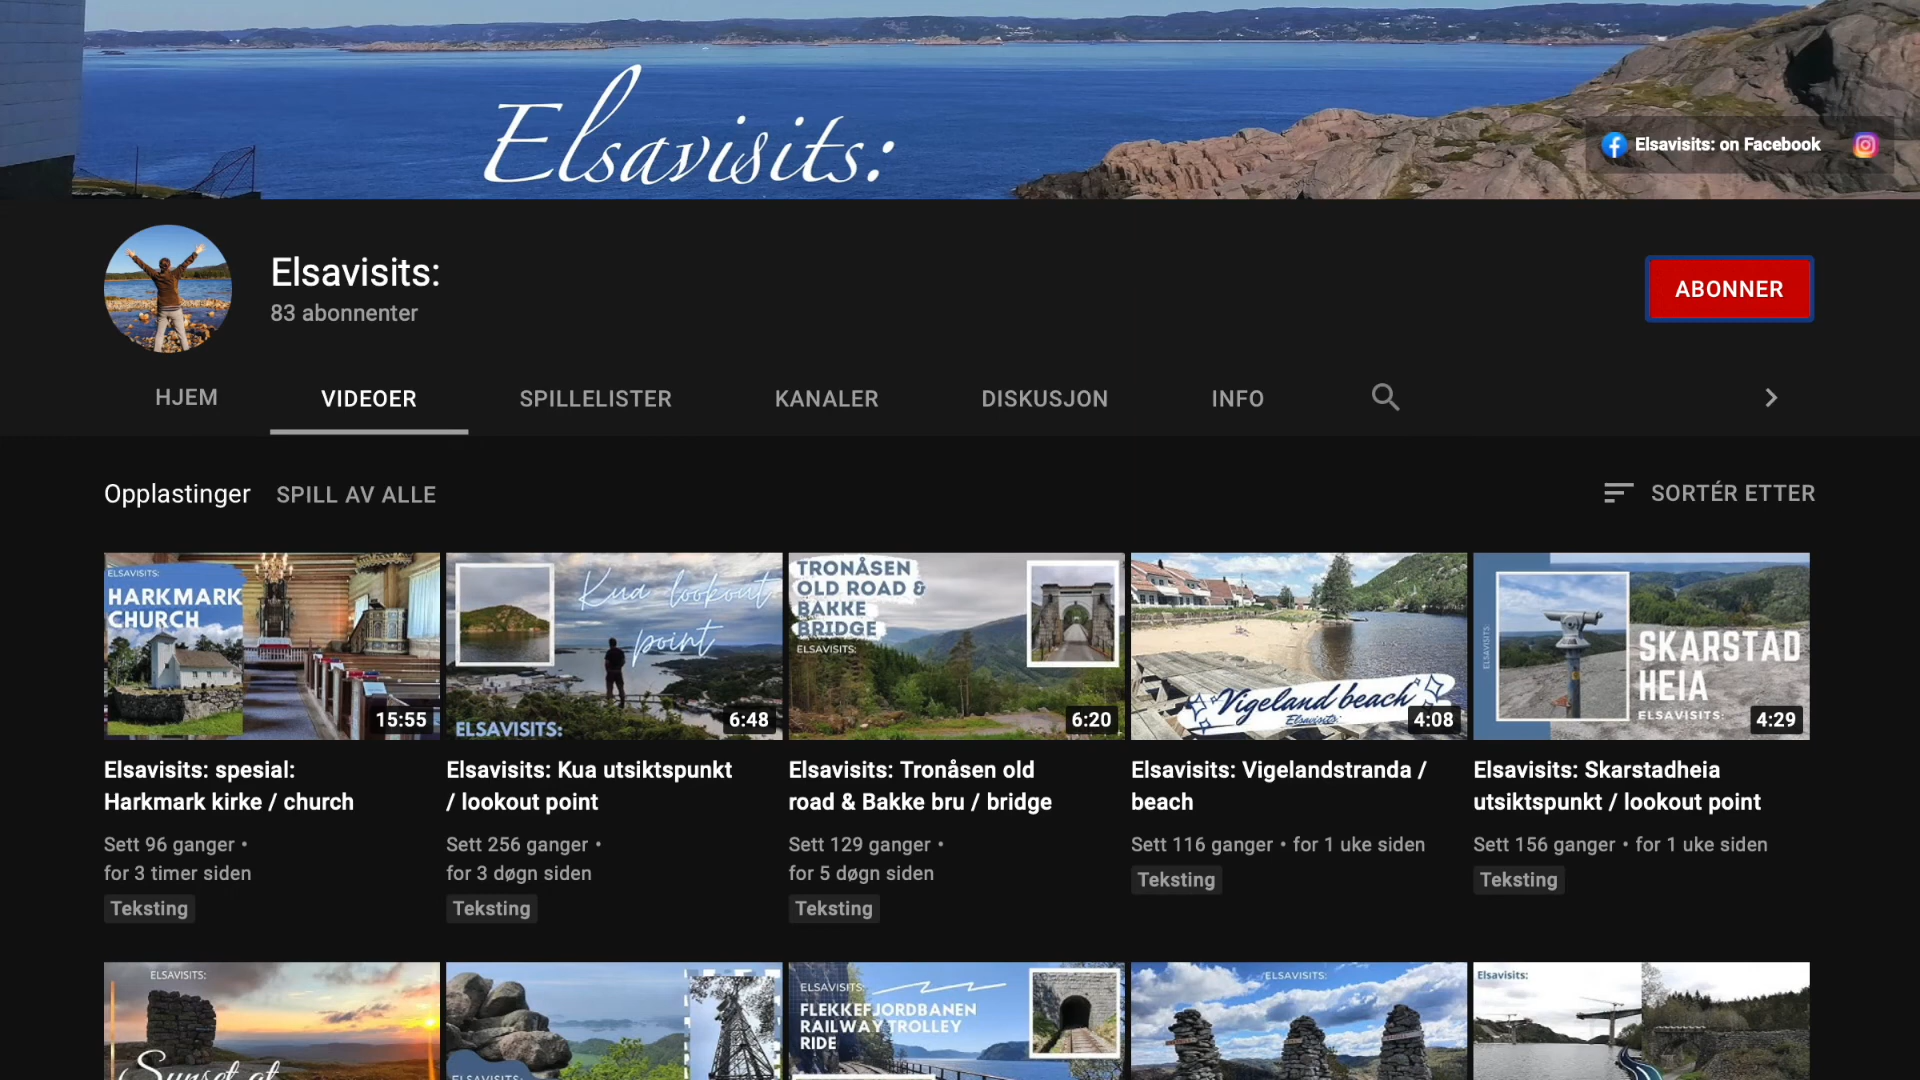 Elsavisits:
Elsavisits: on Facebook
Elsavisits:
83 abonnenter
ABONNER
HJEM
VIDEOER
SPILLELISTER
KANALER
DISKUSJON
INFO
Opplastinger
SPILL AV ALLE
SORTÉR ETTER
ELSAVISITS:
HARKMARK
CHURCH
15:55
Kua lookout
point
ELSAVISITS:
6:48
TRONÅSEN
OLD ROAD &
BAKKE
BRIDGE
ELSAVISITS:
6:20
Vigeland beach
Elsavisits:
4:08
ELSAVISITS:
SKARSTAD
HEIA
ELSAVISITS:
4:29
Elsavisits: spesial:
Harkmark kirke / church
Sett 96 ganger •
for 3 timer siden
Teksting
Elsavisits: Kua utsiktspunkt
/ lookout point
Sett 256 ganger •
for 3 døgn siden
Teksting
Elsavisits: Tronåsen old
road & Bakke bru / bridge
Sett 129 ganger •
for 5 døgn siden
Teksting
Elsavisits: Vigelandstranda /
beach
Sett 116 ganger • for 1 uke siden
Teksting
Elsavisits: Skarstadheia
utsiktspunkt / lookout point
Sett 156 ganger • for 1 uke siden
Teksting
ELSAVISITS:
Sunset at
ELSAVISITS:
ELSAVISITS:
FLEKKEFJORDBANEN
RAILWAY TROLLEY
RIDE
ELSAVISITS:
Elsavisits: